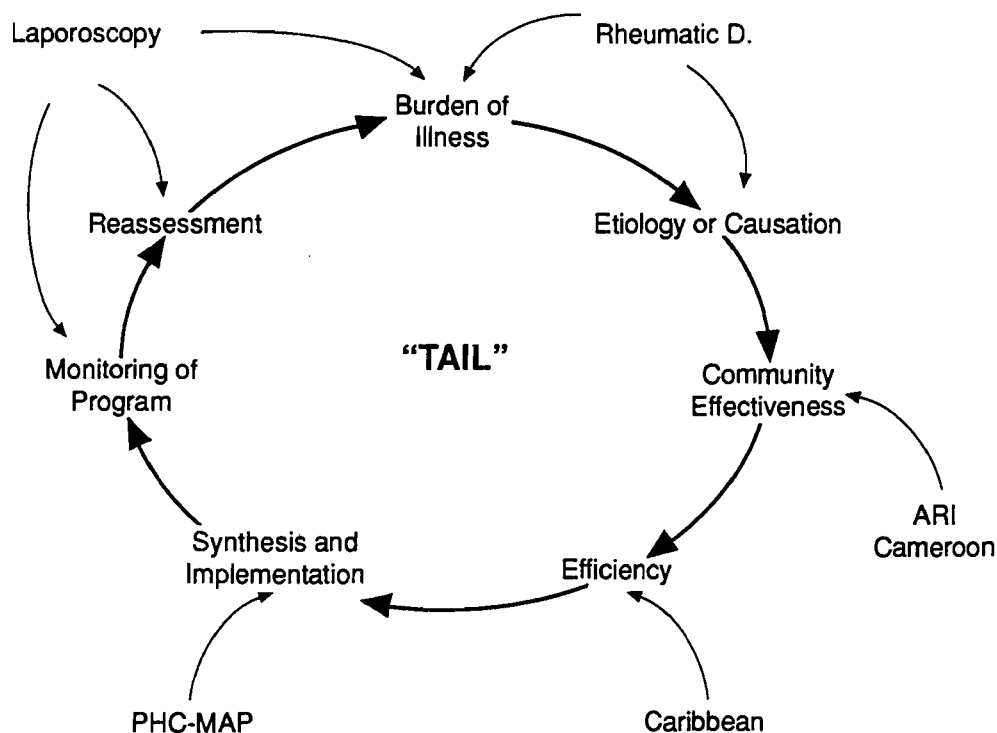 Laporoscopy
Rheumatic D.
Burden of
Illness
Reassessment
Etiology or Causation
"TAIL"
Monitoring of
Program
Community
Effectiveness
ARI
Cameroon
Synthesis and
Implementation
Efficiency
PHC-MAP
Caribbean